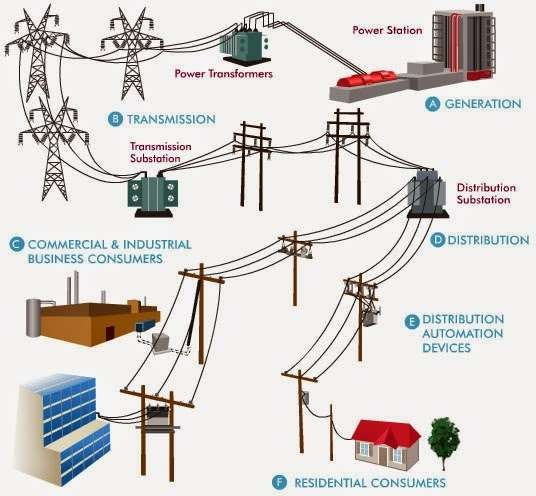 Power Station
Power Transformers
A GENERATION
B TRANSMISSION
Transmission
Substation
Distribution
Substation
C COMMERCIAL & INDUSTRIAL
BUSINESS CONSUMERS
D DISTRIBUTION
E DISTRIBUTION
AUTOMATION
DEVICES
F RESIDENTIAL CONSUMERS